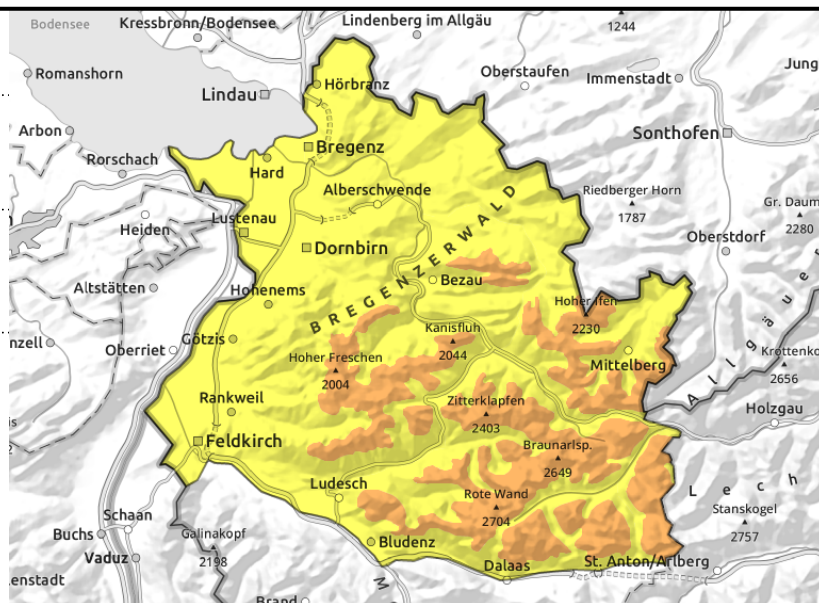 Bodensee
Kressbronn/Bodensee
Lindenberg im Allgäu
1244
Romanshorn
Oberstaufen
Immenstadt
Jung
Lindau
Hörbranz
Arbon
Sonthofen
Rorschach
Bregenz
Hard
Alberschwende
Riedberger Horn
1787
Gr. Daum
2280
Heiden
Lustenau
Dornbirn
Oberstdorf
BREGENZERWALD
Bezau
Altstätten
Hohenems
Hoher Ifen
2230
Allgäuer
nzell
Oberriet
Götzis
Kanisfluh
2044
Hoher Freschen
2004
Mittelberg
Krottenko
2656
Rankweil
Zitterklapfen
2403
Holzgau
Feldkirch
Braunarlsp.
2649
Ludesch
Rote Wand
2704
Lech
Stanskogel
2757
Schaan
Buchs
Galinakopf
2198
Vaduz
Bludenz
Dalaas
St. Anton/Arlberg
enstadt
M
Brand